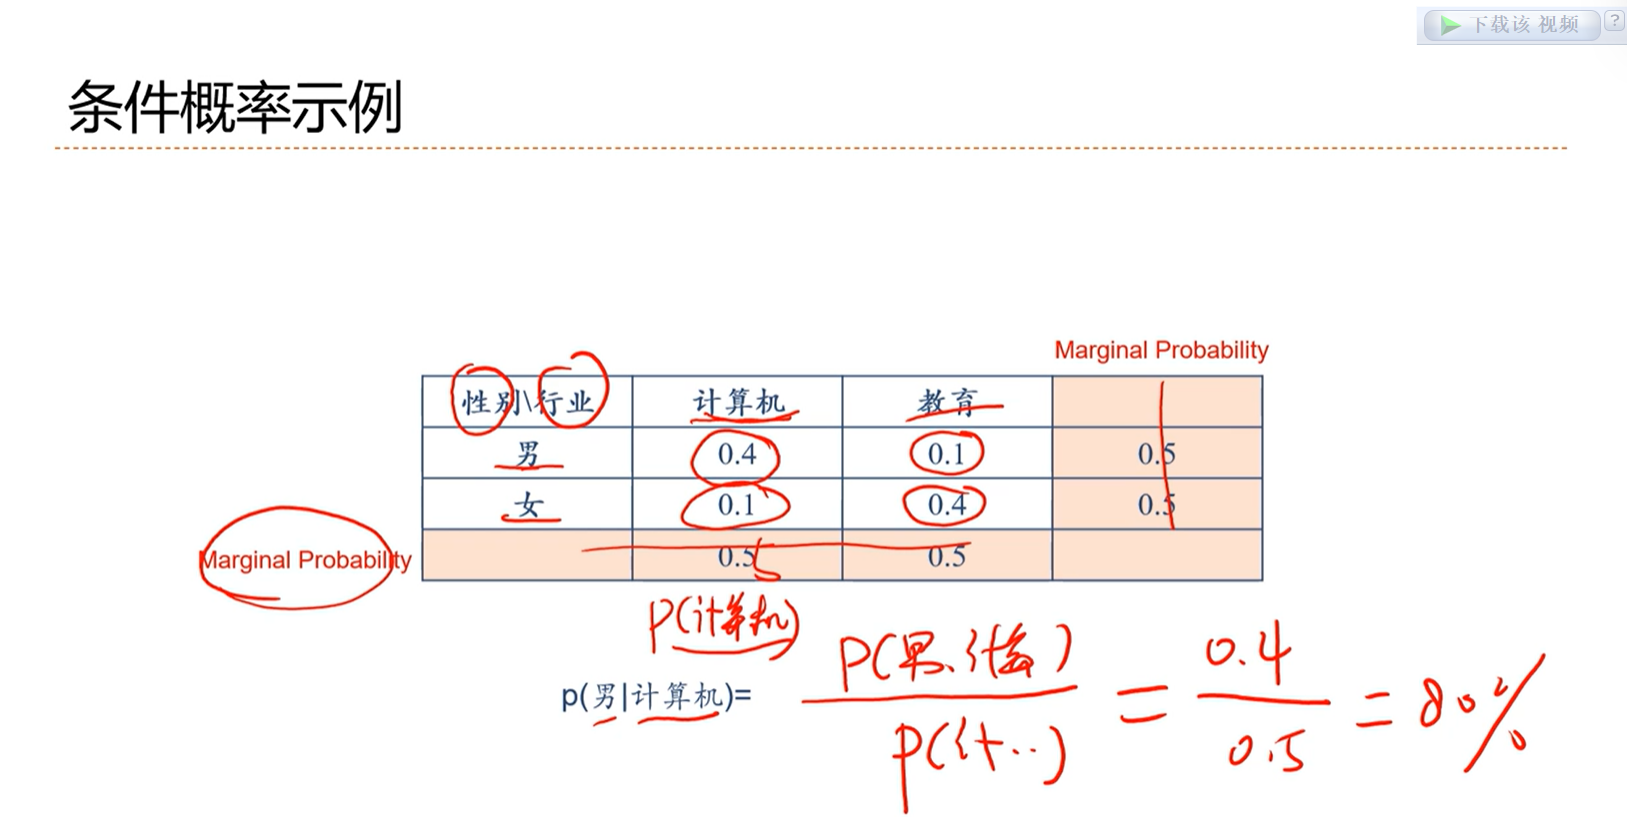 下载该 视频 ?
条件概率示例
Marginal Probability
性别\行业 计算机 教育
男 0.4 0.1 0.5
女 0.1 0.4 0.5
Marginal Probability 0.5 0.5
5
P(计算机)
p(男|计算机)= P(男、计算) = 0.4 = 80%
P(计..) 0.5